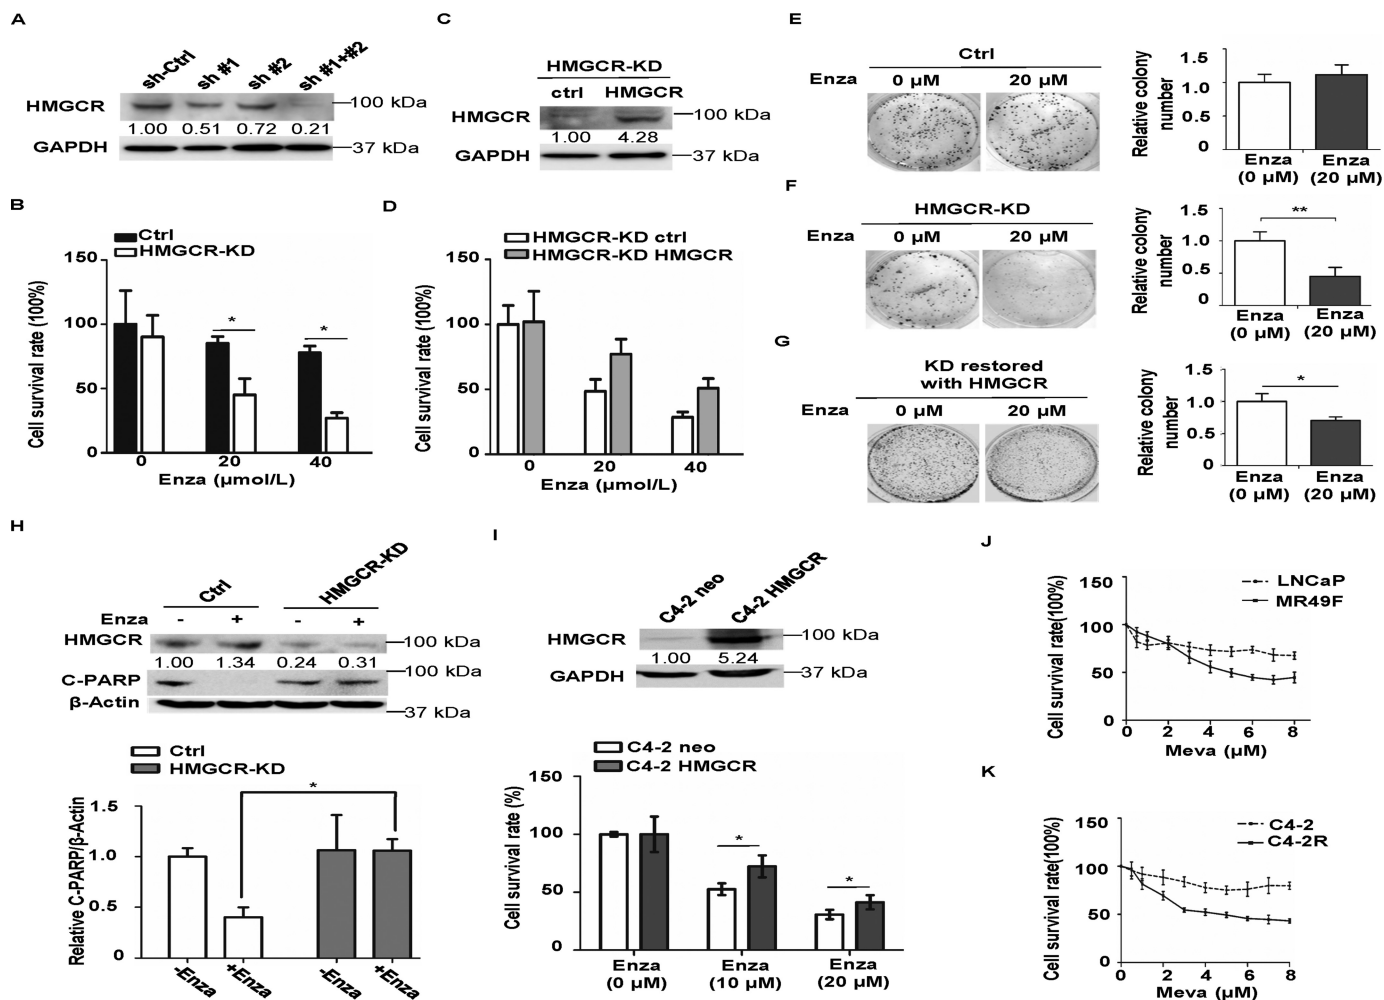 A
sh-Ctrl sh #1 sh #2 sh #1+#2
HMGCR 100 kDa
1.00 0.51 0.72 0.21
GAPDH 37 kDa
B
Ctrl
HMGCR-KD
Cell survival rate (100%)
150
100
50
0
* *
0 20 40
Enza (µmol/L)
C
HMGCR-KD
ctrl HMGCR
HMGCR 100 kDa
1.00 4.28
GAPDH 37 kDa
D
HMGCR-KD ctrl
HMGCR-KD HMGCR
Cell survival rate (100%)
150
100
50
0
0 20 40
Enza (µmol/L)
E
Ctrl
Enza 0 µM 20 µM
Relative colony
number
1.5
1.0
0.5
0
Enza Enza
(0 µM) (20 µM)
F
HMGCR-KD
Enza 0 µM 20 µM
Relative colony
number
1.5
1.0
0.5
0
**
Enza Enza
(0 µM) (20 µM)
G
KD restored
with HMGCR
Enza 0 µM 20 µM
Relative colony
number
1.5
1.0
0.5
0
*
Enza Enza
(0 µM) (20 µM)
H
Ctrl HMGCR-KD
Enza - + - +
HMGCR 100 kDa
1.00 1.34 0.24 0.31
C-PARP 100 kDa
β-Actin
37 kDa
Ctrl
HMGCR-KD
Relative C-PARP/β-Actin
1.5
1.0
0.5
0
*
-Enza +Enza -Enza +Enza
I
C4-2 neo C4-2 HMGCR
HMGCR 100 kDa
1.00 5.24
GAPDH 37 kDa
C4-2 neo
C4-2 HMGCR
Cell survival rate (%)
150
100
50
0
* *
Enza Enza Enza
(0 µM) (10 µM) (20 µM)
J
LNCaP
MR49F
Cell survival rate(100%)
150
100
50
0
0 2 4 6 8
Meva (µM)
K
C4-2
C4-2R
Cell survival rate(100%)
150
100
50
0
0 2 4 6 8
Meva (µM)